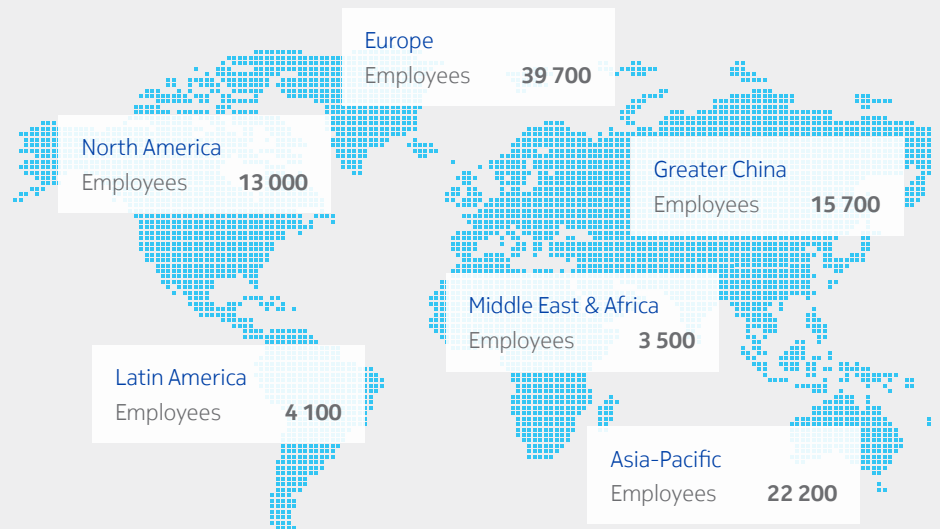 Europe
Employees 39 700
North America
Employees 13 000
Greater China
Employees 15 700
Middle East & Africa
Employees 3 500
Latin America
Employees 4 100
Asia-Pacific
Employees 22 200